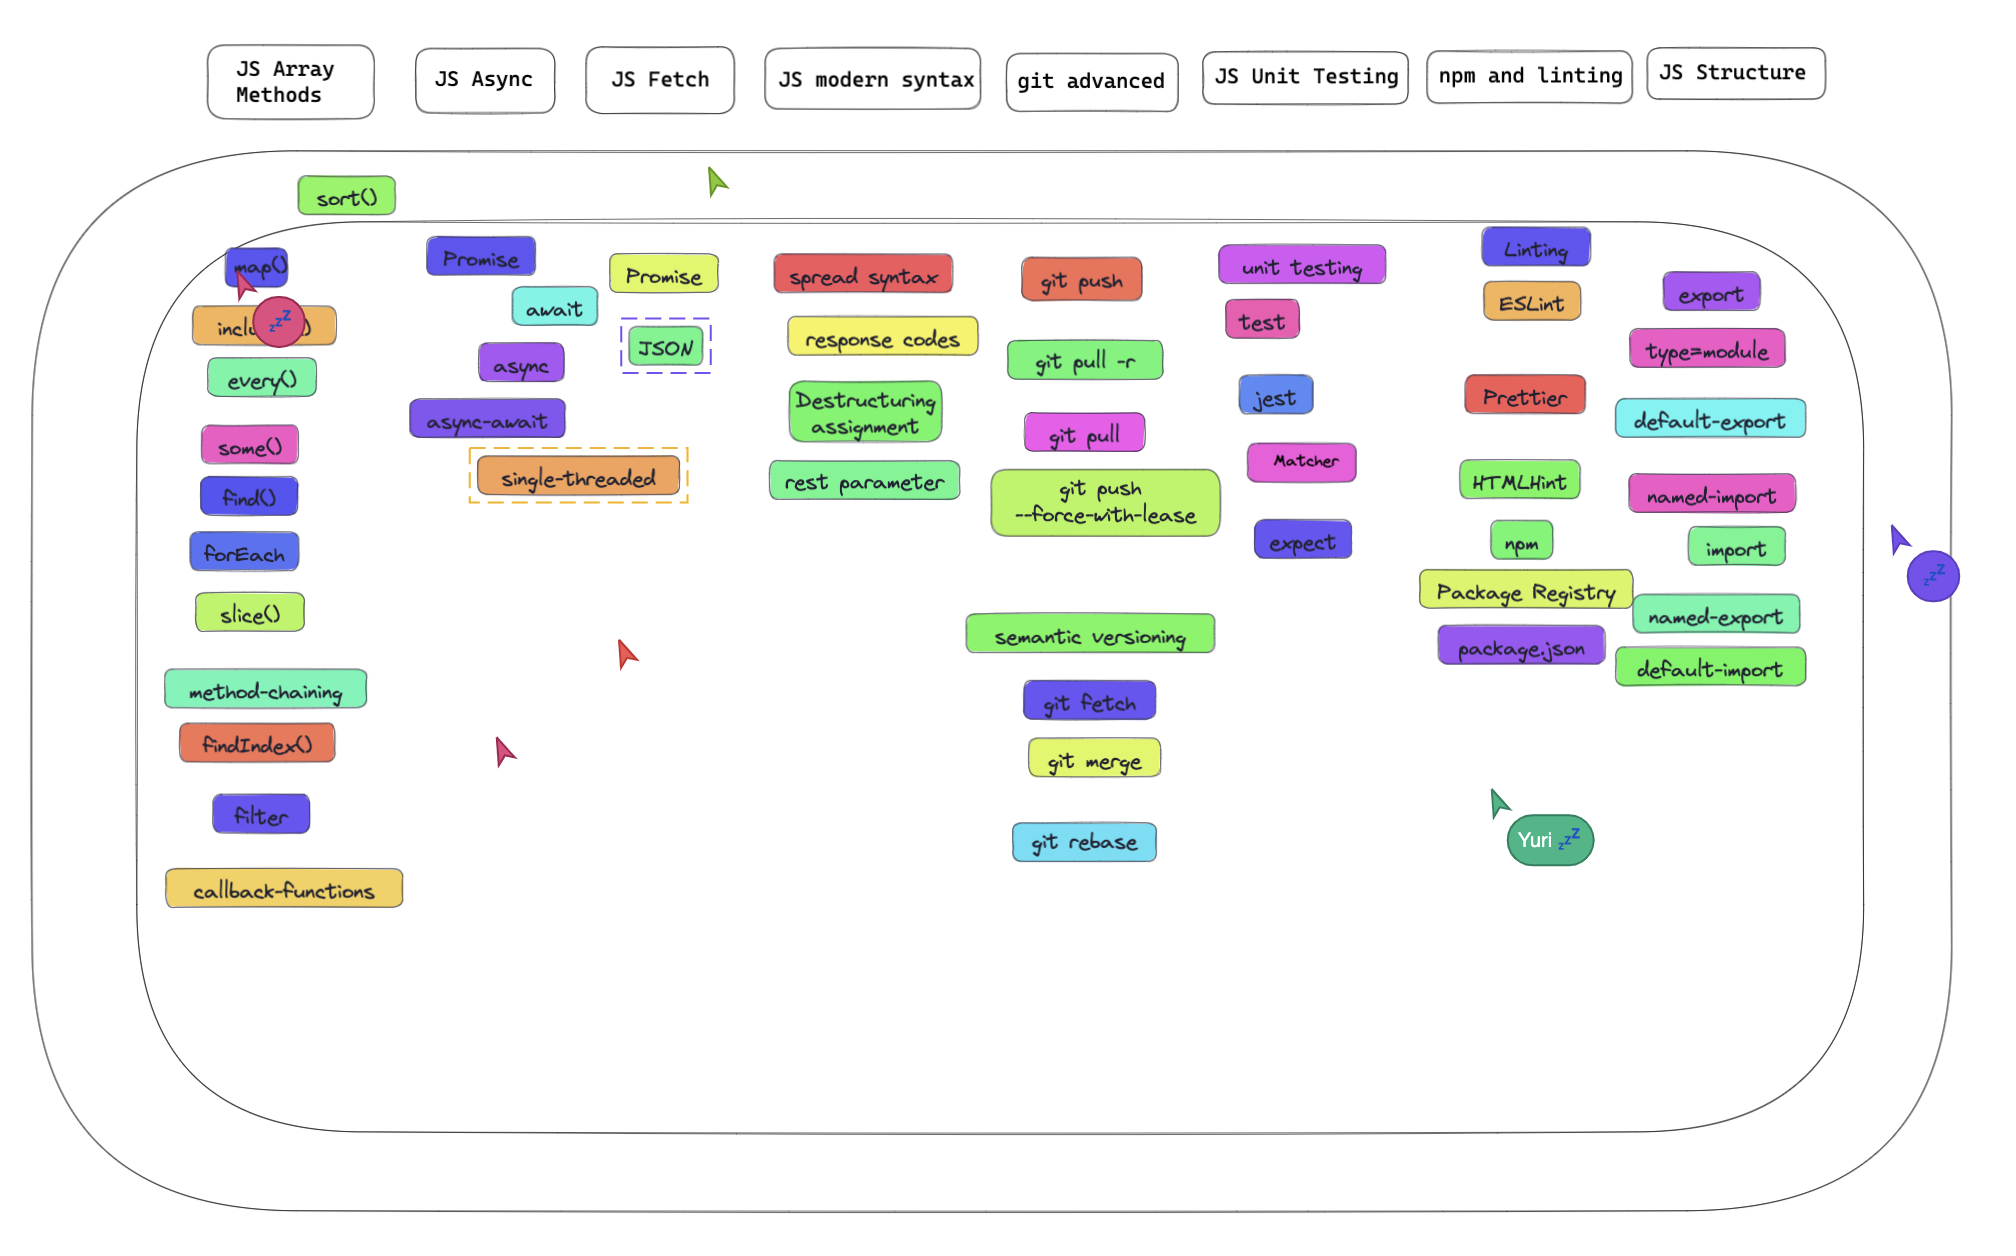 JS Array
Methods
JS Async
JS Fetch
JS modern syntax
git advanced
JS Unit Testing
npm and linting
JS Structure
sort()
map()
every()
some()
find()
forEach
slice()
method-chaining
findIndex()
filter
callback-functions
Promise
await
async
async-await
single-threaded
Promise
JSON
spread syntax
response codes
Destructuring
assignment
rest parameter
git push
git pull -r
git pull
git push
--force-with-lease
semantic versioning
git fetch
git merge
git rebase
unit testing
test
jest
Matcher
expect
Linting
ESLint
Prettier
HTMLHint
npm
Package Registry
package.json
export
type=module
default-export
named-import
import
named-export
default-import
zzZ
zzZ
Yuri zzZ